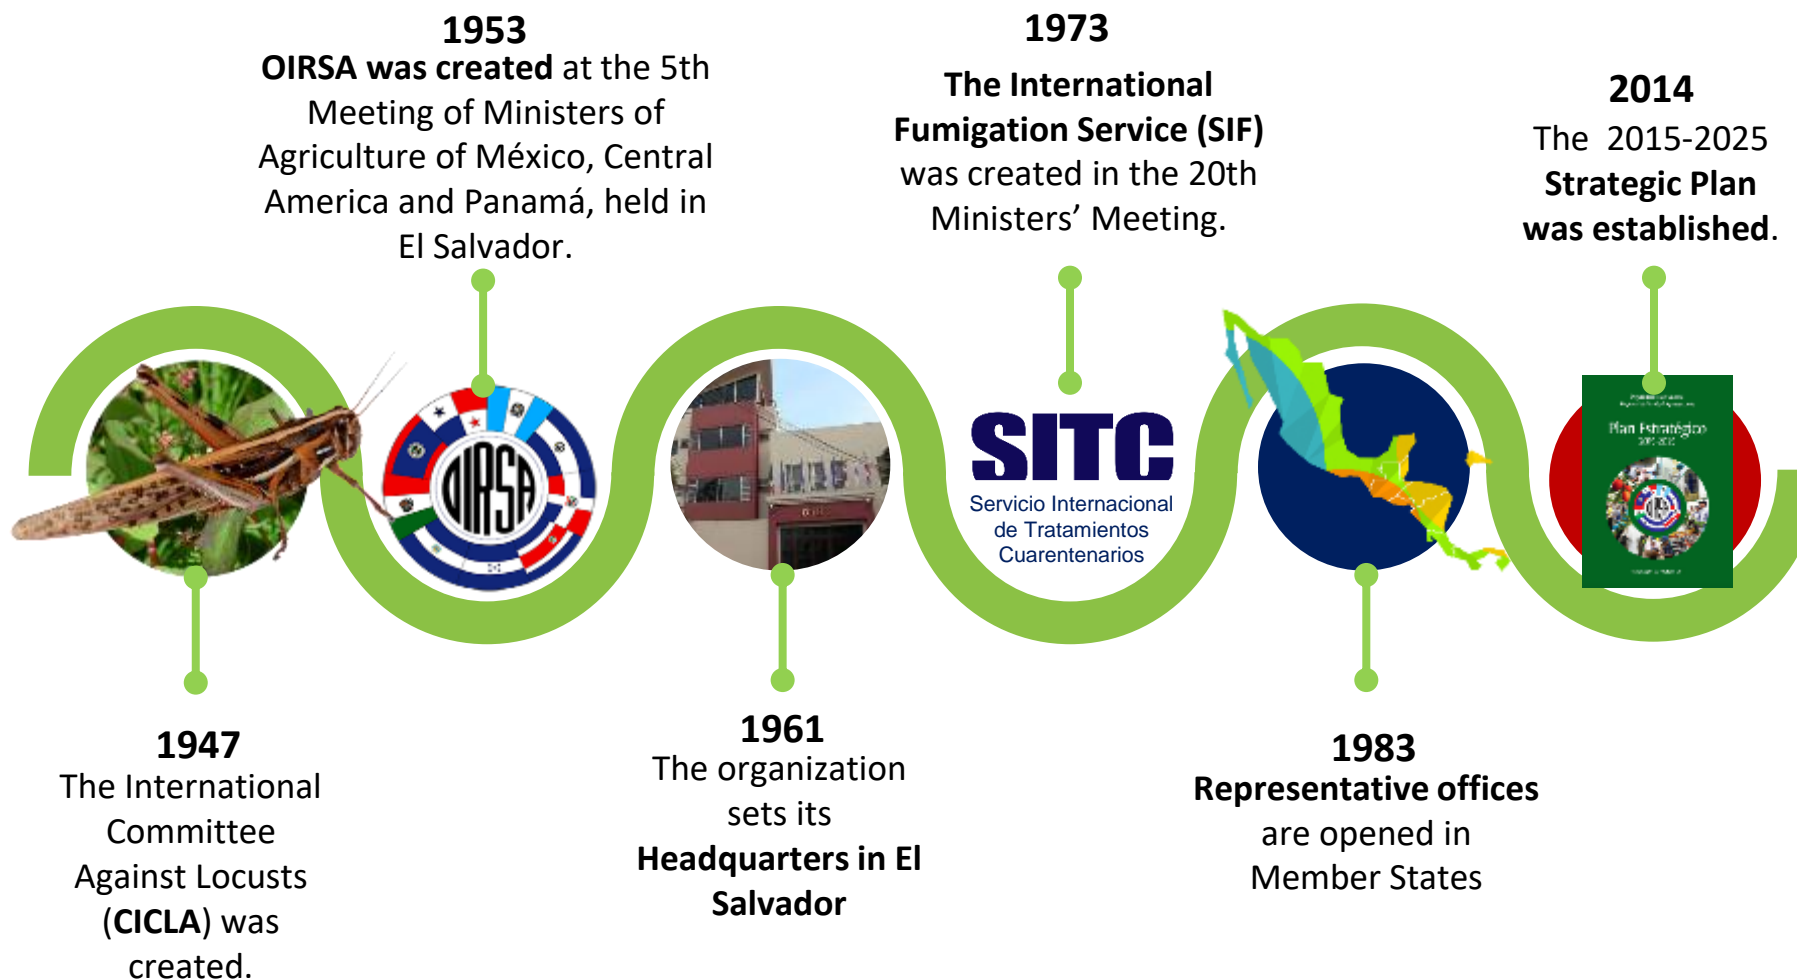 1953
OIRSA was created at the 5th
Meeting of Ministers of
Agriculture of México, Central
America and Panamá, held in
El Salvador.
1973
The International
Fumigation Service (SIF)
was created in the 20th
Ministers’ Meeting.
2014
The 2015-2025
Strategic Plan
was established.
OIRSA
SITC
Servicio Internacional
de Tratamientos
Cuarentenarios
Plan Estratégico
OIRSA
1947
The International
Committee
Against Locusts
(CICLA) was
created.
1961
The organization
sets its
Headquarters in El
Salvador
1983
Representative offices
are opened in
Member States